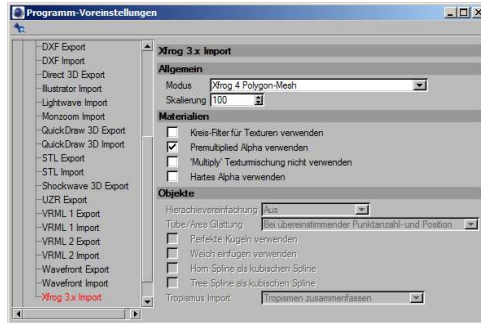 Programm-Voreinstellungen
DXF Export
DXF Import
Direct 3D Export
Illustrator Import
Lightwave Import
Monzoom Import
QuickDraw 3D Export
QuickDraw 3D Import
STL Export
STL Import
Shockwave 3D Export
UZR Export
VRML 1 Export
VRML 1 Import
VRML 2 Export
VRML 2 Import
Wavefront Export
Wavefront Import
Xfrog 3.x Import
Xfrog 3.x Import
Allgemein
Modus Xfrog 4 Polygon-Mesh
Skalierung 100
Materialien
Kreis-Filter für Texturen verwenden
Premultiplied Alpha verwenden
'Multiply' Texturmischung nicht verwenden
Hartes Alpha verwenden
Objekte
Hierachievereinfachung Aus
Tube/Area Glättung Bei übereinstimmender Punktanzahl- und Position
Perfekte Kugeln verwenden
Weich einfügen verwenden
Horn Spline als kubischen Spline
Tree Spline als kubischen Spline
Tropismus Import Tropismen zusammenfassen